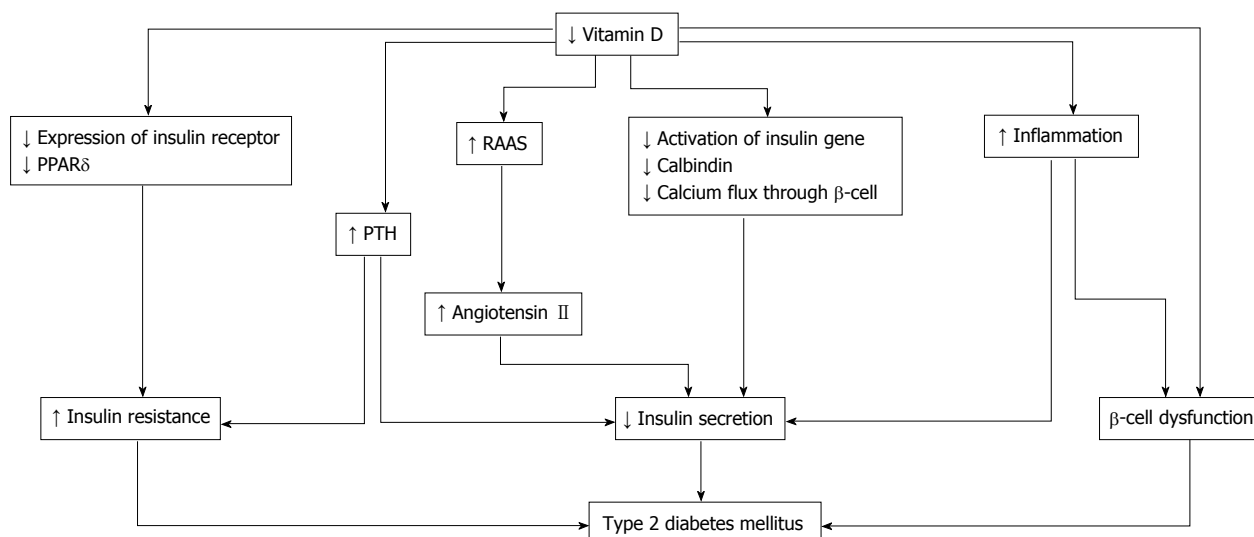 ↓ Vitamin D
↓ Expression of insulin receptor
↓ PPARδ
↑ RAAS
↓ Activation of insulin gene
↓ Calbindin
↓ Calcium flux through β-cell
↑ Inflammation
↑ PTH
↑ Angiotensin Ⅱ
↑ Insulin resistance
↓ Insulin secretion
β-cell dysfunction
Type 2 diabetes mellitus